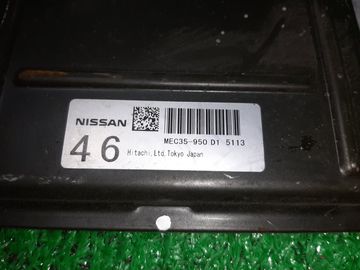 NISSAN
46
MEC35-950 D1 5113
Hitachi,Ltd.Tokyo Japan